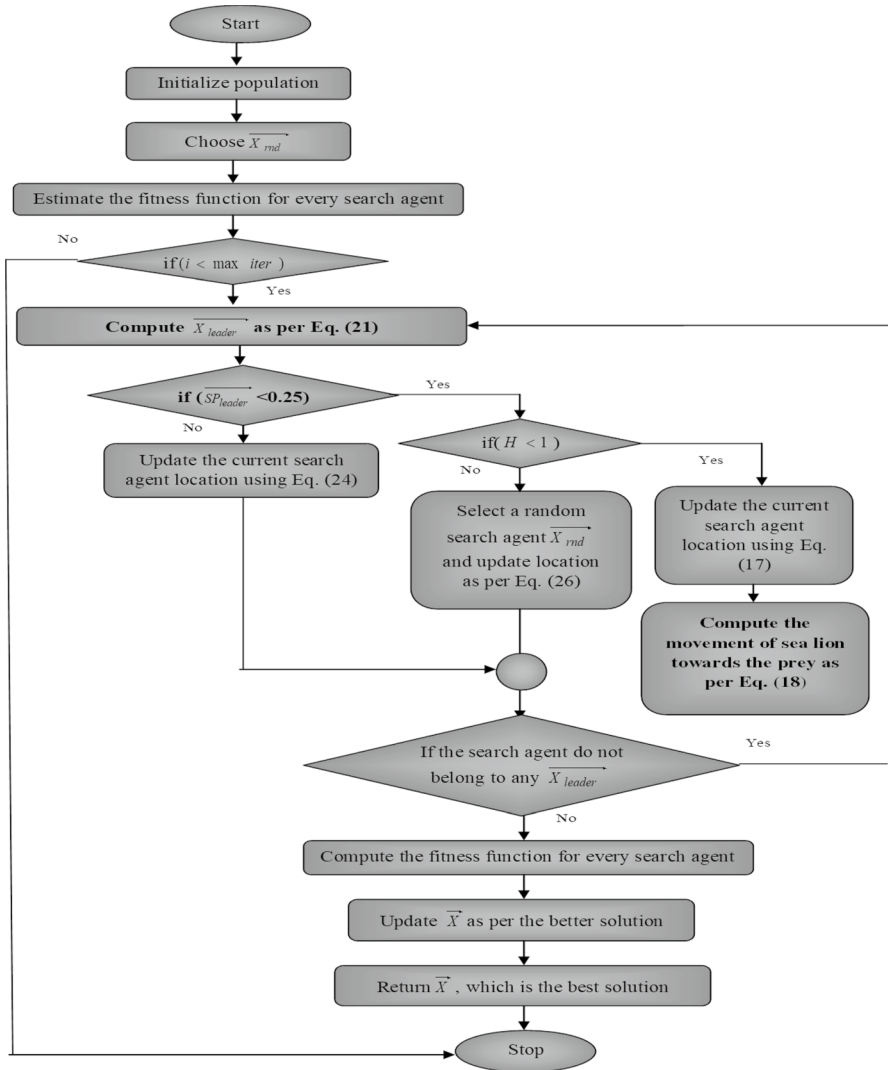 Start
Initialize population
Choose X rnd
Estimate the fitness function for every search agent
No
if (i < max iter )
Yes
Compute X leader as per Eq. (21)
if (SP leader <0.25)
Yes
No
Update the current search
agent location using Eq. (24)
if( H < 1 )
No
Yes
Select a random
search agent X rnd
and update location
as per Eq. (26)
Update the current
search agent
location using Eq.
(17)
Compute the
movement of sea lion
towards the prey as
per Eq. (18)
If the search agent do not
belong to any X leader
Yes
No
Compute the fitness function for every search agent
Update X as per the better solution
Return X , which is the best solution
Stop